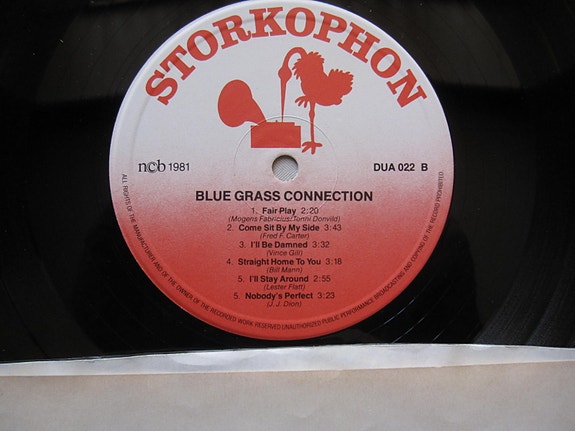 STORKOPHON
n©b 1981
DUA 022 B
BLUE GRASS CONNECTION
1. Fair Play 2:20
(Mogens Fabricius/Tonni Donvild)
2. Come Sit By My Side 3:43
(Fred F. Carter)
3. I'll Be Damned 3:32
(Vince Gill)
4. Straight Home To You 3:18
(Bill Mann)
5. I'll Stay Around 2:55
(Lester Flatt)
5. Nobody's Perfect 3:23
(J.J. Dinn)
ALL RIGHTS OF THE MANUFACTURER AND OF THE OWNER OF THE RECORDED WORK RESERVED UNAUTHORIZED PUBLIC PERFORMANCE BROADCASTING AND COPYING OF THE RECORD PROHIBITED